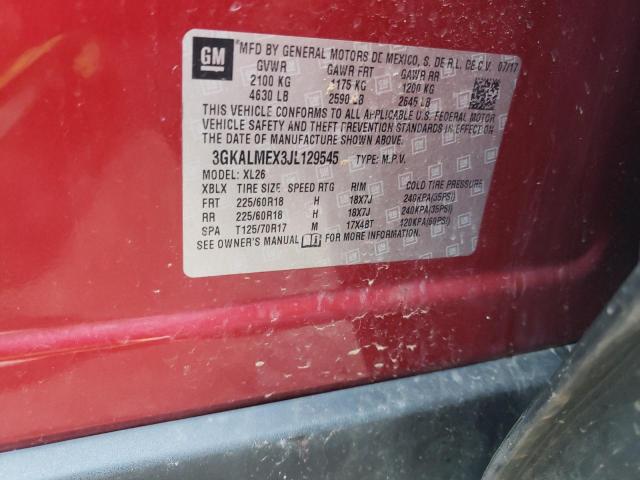 GM
MFD BY GENERAL MOTORS DE MEXICO, S. DE R.L. DE C.V. 07/17
GVWR GAWR FRT GAWR RR
2100 KG 1175 KG 1200 KG
4630 LB 2590 LB 2645 LB
THIS VEHICLE CONFORMS TO ALL APPLICABLE U.S. FEDERAL MOTOR
VEHICLE SAFETY AND THEFT PREVENTION STANDARDS IN EFFECT ON
THE DATE OF MANUFACTURE SHOWN ABOVE.
3GKALMEX3JL129545 TYPE: M.P.V.
MODEL: XL26
XBLX TIRE SIZE SPEED RTG RIM COLD TIRE PRESSURE
FRT 225/60R18 H 18X7J 240KPA(35PSI)
RR 225/60R18 H 18X7J 240KPA(35PSI)
SPA T125/70R17 M 17X4BT 420KPA(60PSI)
SEE OWNER'S MANUAL FOR MORE INFORMATION.